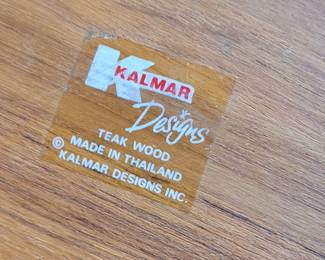 K KALMAR
Designs
TEAK WOOD
MADE IN THAILAND
© KALMAR DESIGNS INC.